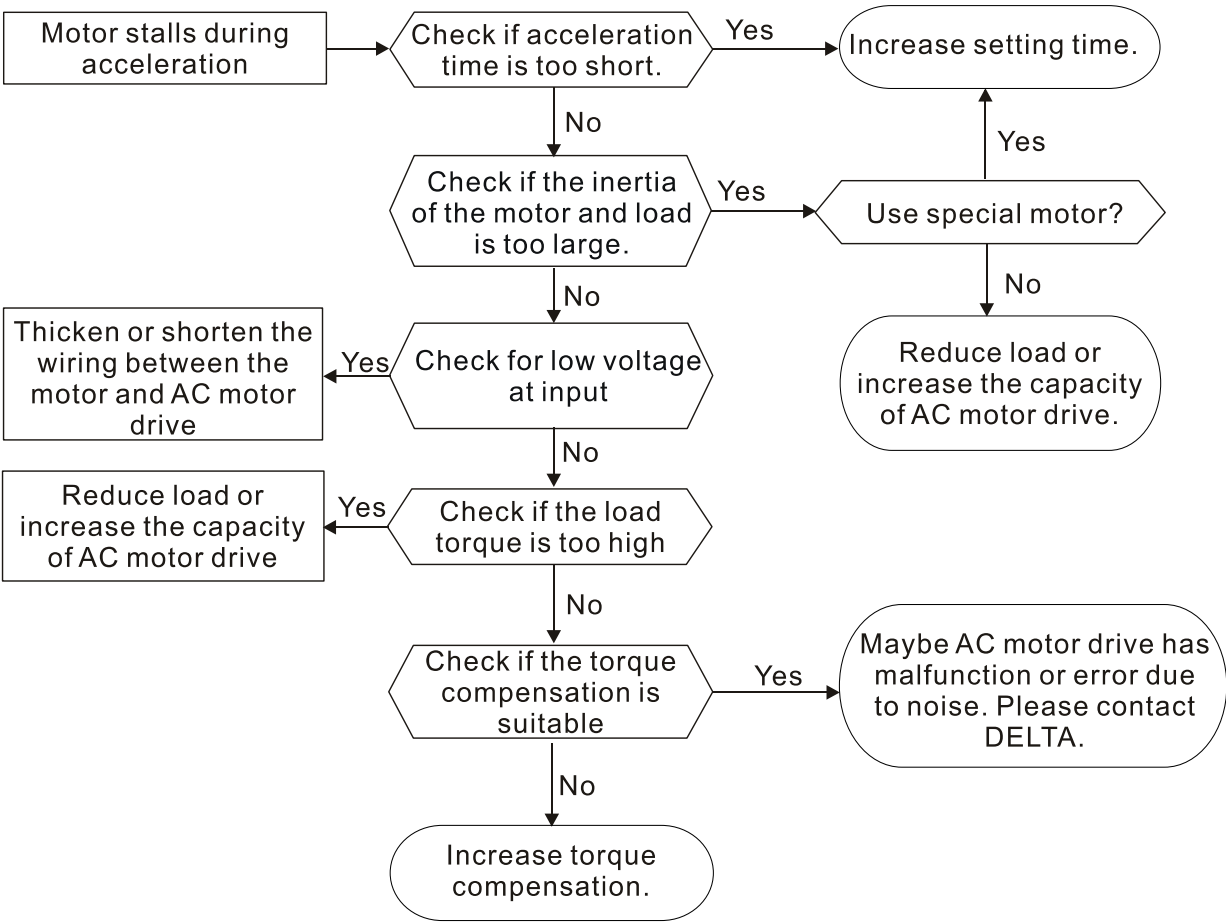 Motor stalls during
acceleration
Check if acceleration
time is too short.
Yes
Increase setting time.
No
Yes
Check if the inertia
of the motor and load
is too large.
Yes
Use special motor?
No
No
Thicken or shorten the
wiring between the
motor and AC motor
drive
Yes
Check for low voltage
at input
Reduce load or
increase the capacity
of AC motor drive.
No
Reduce load or
increase the capacity
of AC motor drive
Yes
Check if the load
torque is too high
No
Check if the torque
compensation is
suitable
Yes
Maybe AC motor drive has
malfunction or error due
to noise. Please contact
DELTA.
No
Increase torque
compensation.